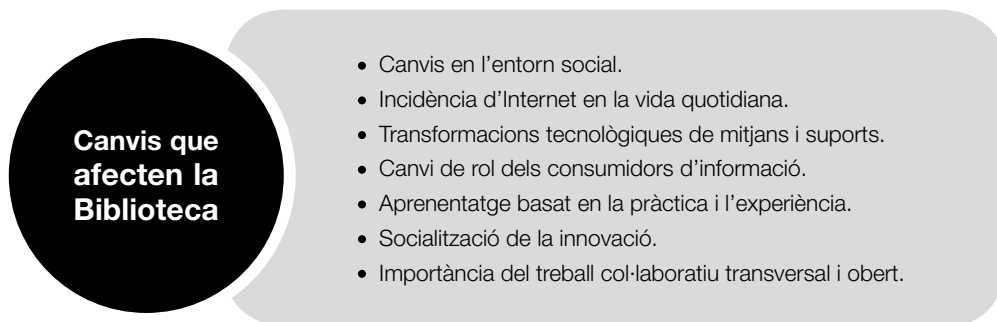 Canvis que
afecten la
Biblioteca
• Canvis en l’entorn social.
• Incidència d’Internet en la vida quotidiana.
• Transformacions tecnològiques de mitjans i suports.
• Canvi de rol dels consumidors d’informació.
• Aprenentatge basat en la pràctica i l’experiència.
• Socialització de la innovació.
• Importància del treball col·laboratiu transversal i obert.